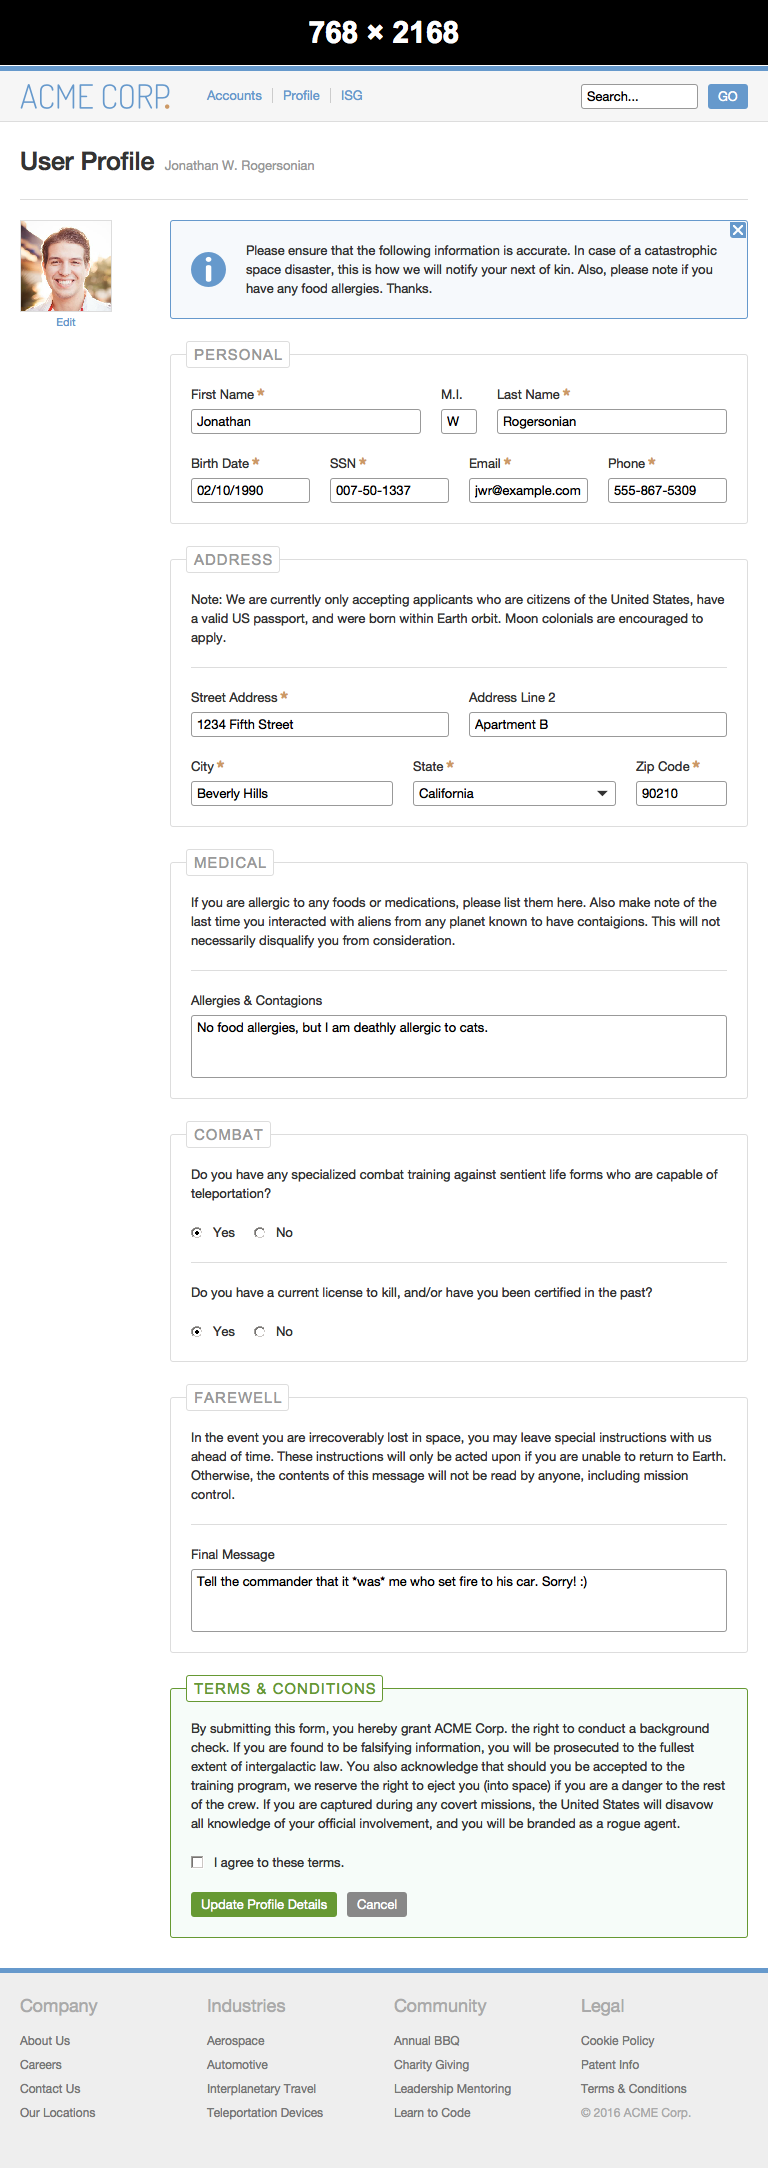 768 × 2168
ACME CORP.
Accounts
Profile
ISG
Search...
GO
User Profile Jonathan W. Rogersonian
Edit
Please ensure that the following information is accurate. In case of a catastrophic
space disaster, this is how we will notify your next of kin. Also, please note if you
have any food allergies. Thanks.
PERSONAL
First Name * M.I. Last Name *
Jonathan W Rogersonian
Birth Date * SSN * Email * Phone *
02/10/1990 007-50-1337 jwr@example.com 555-867-5309
ADDRESS
Note: We are currently only accepting applicants who are citizens of the United States, have
a valid US passport, and were born within Earth orbit. Moon colonials are encouraged to
apply.
Street Address * Address Line 2
1234 Fifth Street Apartment B
City * State * Zip Code *
Beverly Hills California 90210
MEDICAL
If you are allergic to any foods or medications, please list them here. Also make note of the
last time you interacted with aliens from any planet known to have contaigions. This will not
necessarily disqualify you from consideration.
Allergies & Contagions
No food allergies, but I am deathly allergic to cats.
COMBAT
Do you have any specialized combat training against sentient life forms who are capable of
teleportation?
Yes No
Do you have a current license to kill, and/or have you been certified in the past?
Yes No
FAREWELL
In the event you are irrecoverably lost in space, you may leave special instructions with us
ahead of time. These instructions will only be acted upon if you are unable to return to Earth.
Otherwise, the contents of this message will not be read by anyone, including mission
control.
Final Message
Tell the commander that it *was* me who set fire to his car. Sorry! :)
TERMS & CONDITIONS
By submitting this form, you hereby grant ACME Corp. the right to conduct a background
check. If you are found to be falsifying information, you will be prosecuted to the fullest
extent of intergalactic law. You also acknowledge that should you be accepted to the
training program, we reserve the right to eject you (into space) if you are a danger to the rest
of the crew. If you are captured during any covert missions, the United States will disavow
all knowledge of your official involvement, and you will be branded as a rogue agent.
I agree to these terms.
Update Profile Details Cancel
Company
About Us
Careers
Contact Us
Our Locations
Industries
Aerospace
Automotive
Interplanetary Travel
Teleportation Devices
Community
Annual BBQ
Charity Giving
Leadership Mentoring
Learn to Code
Legal
Cookie Policy
Patent Info
Terms & Conditions
© 2016 ACME Corp.